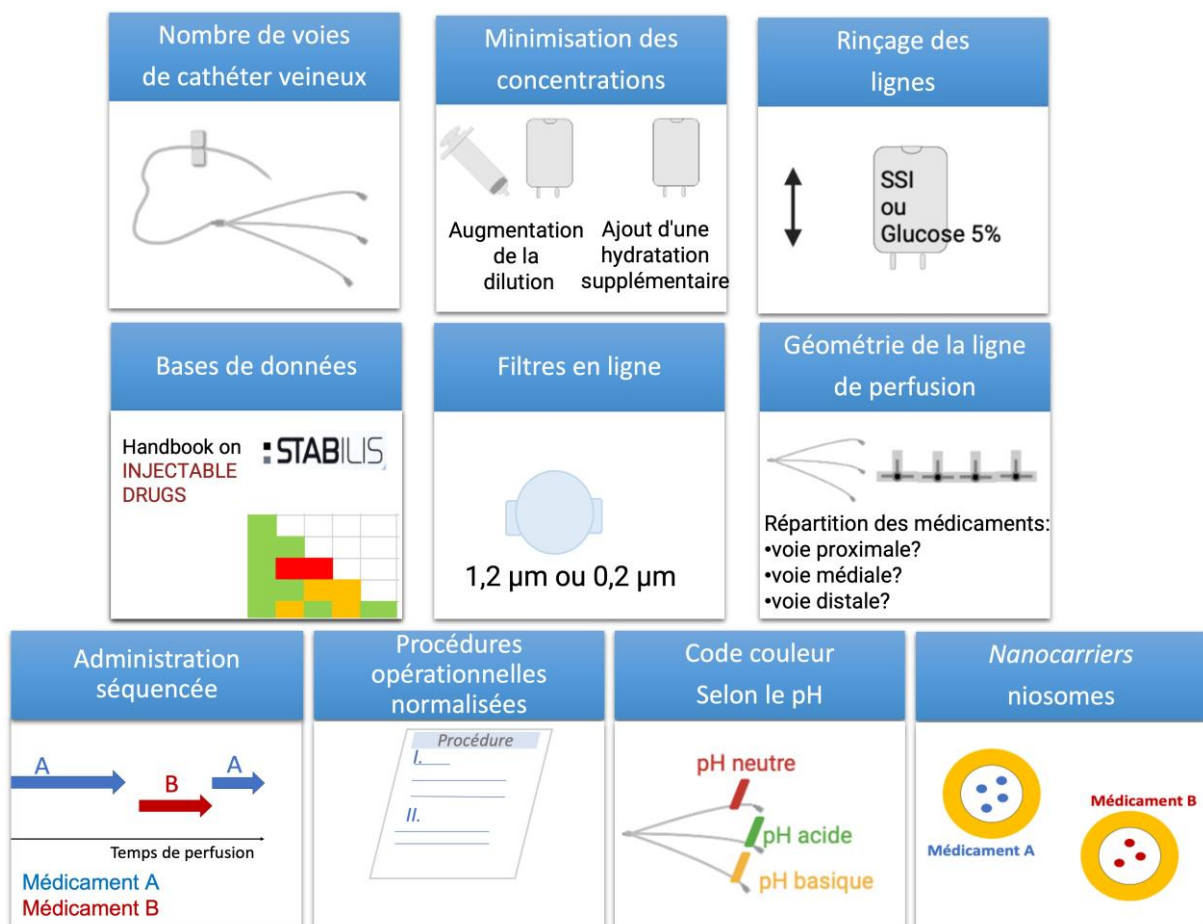 Nombre de voies
de cathéter veineux
Minimisation des
concentrations
Augmentation
de la
dilution
Ajout d'une
hydratation
supplémentaire
Rinçage des
lignes
SSI
ou
Glucose 5%
Bases de données
Handbook on
INJECTABLE
DRUGS
STABILIS
Filtres en ligne
1,2 µm ou 0,2 µm
Géométrie de la ligne
de perfusion
Répartition des médicaments:
•voie proximale?
•voie médiale?
•voie distale?
Administration
séquencée
A
A
B
Temps de perfusion
Médicament A
Médicament B
Procédures
opérationnelles
normalisées
Procédure
I.
II.
Code couleur
Selon le pH
pH neutre
pH acide
pH basique
Nanocarriers
niosomes
Médicament B
Médicament A